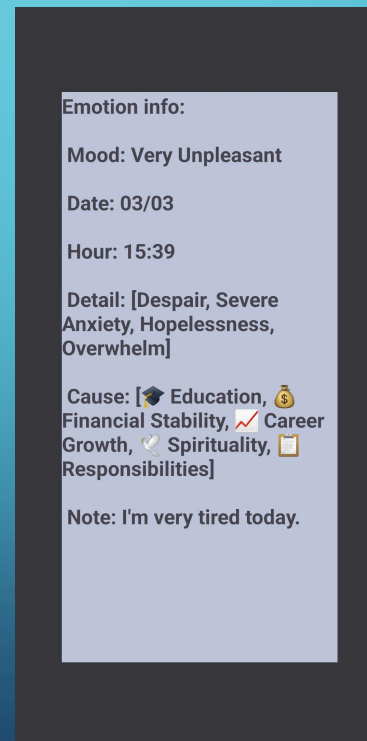 Emotion info:
Mood: Very Unpleasant
Date: 03/03
Hour: 15:39
Detail: [Despair, Severe
Anxiety, Hopelessness,
Overwhelm]
Cause: [🎓 Education, 💰
Financial Stability, 📈 Career
Growth, 🕊️ Spirituality, 📋
Responsibilities]
Note: I'm very tired today.